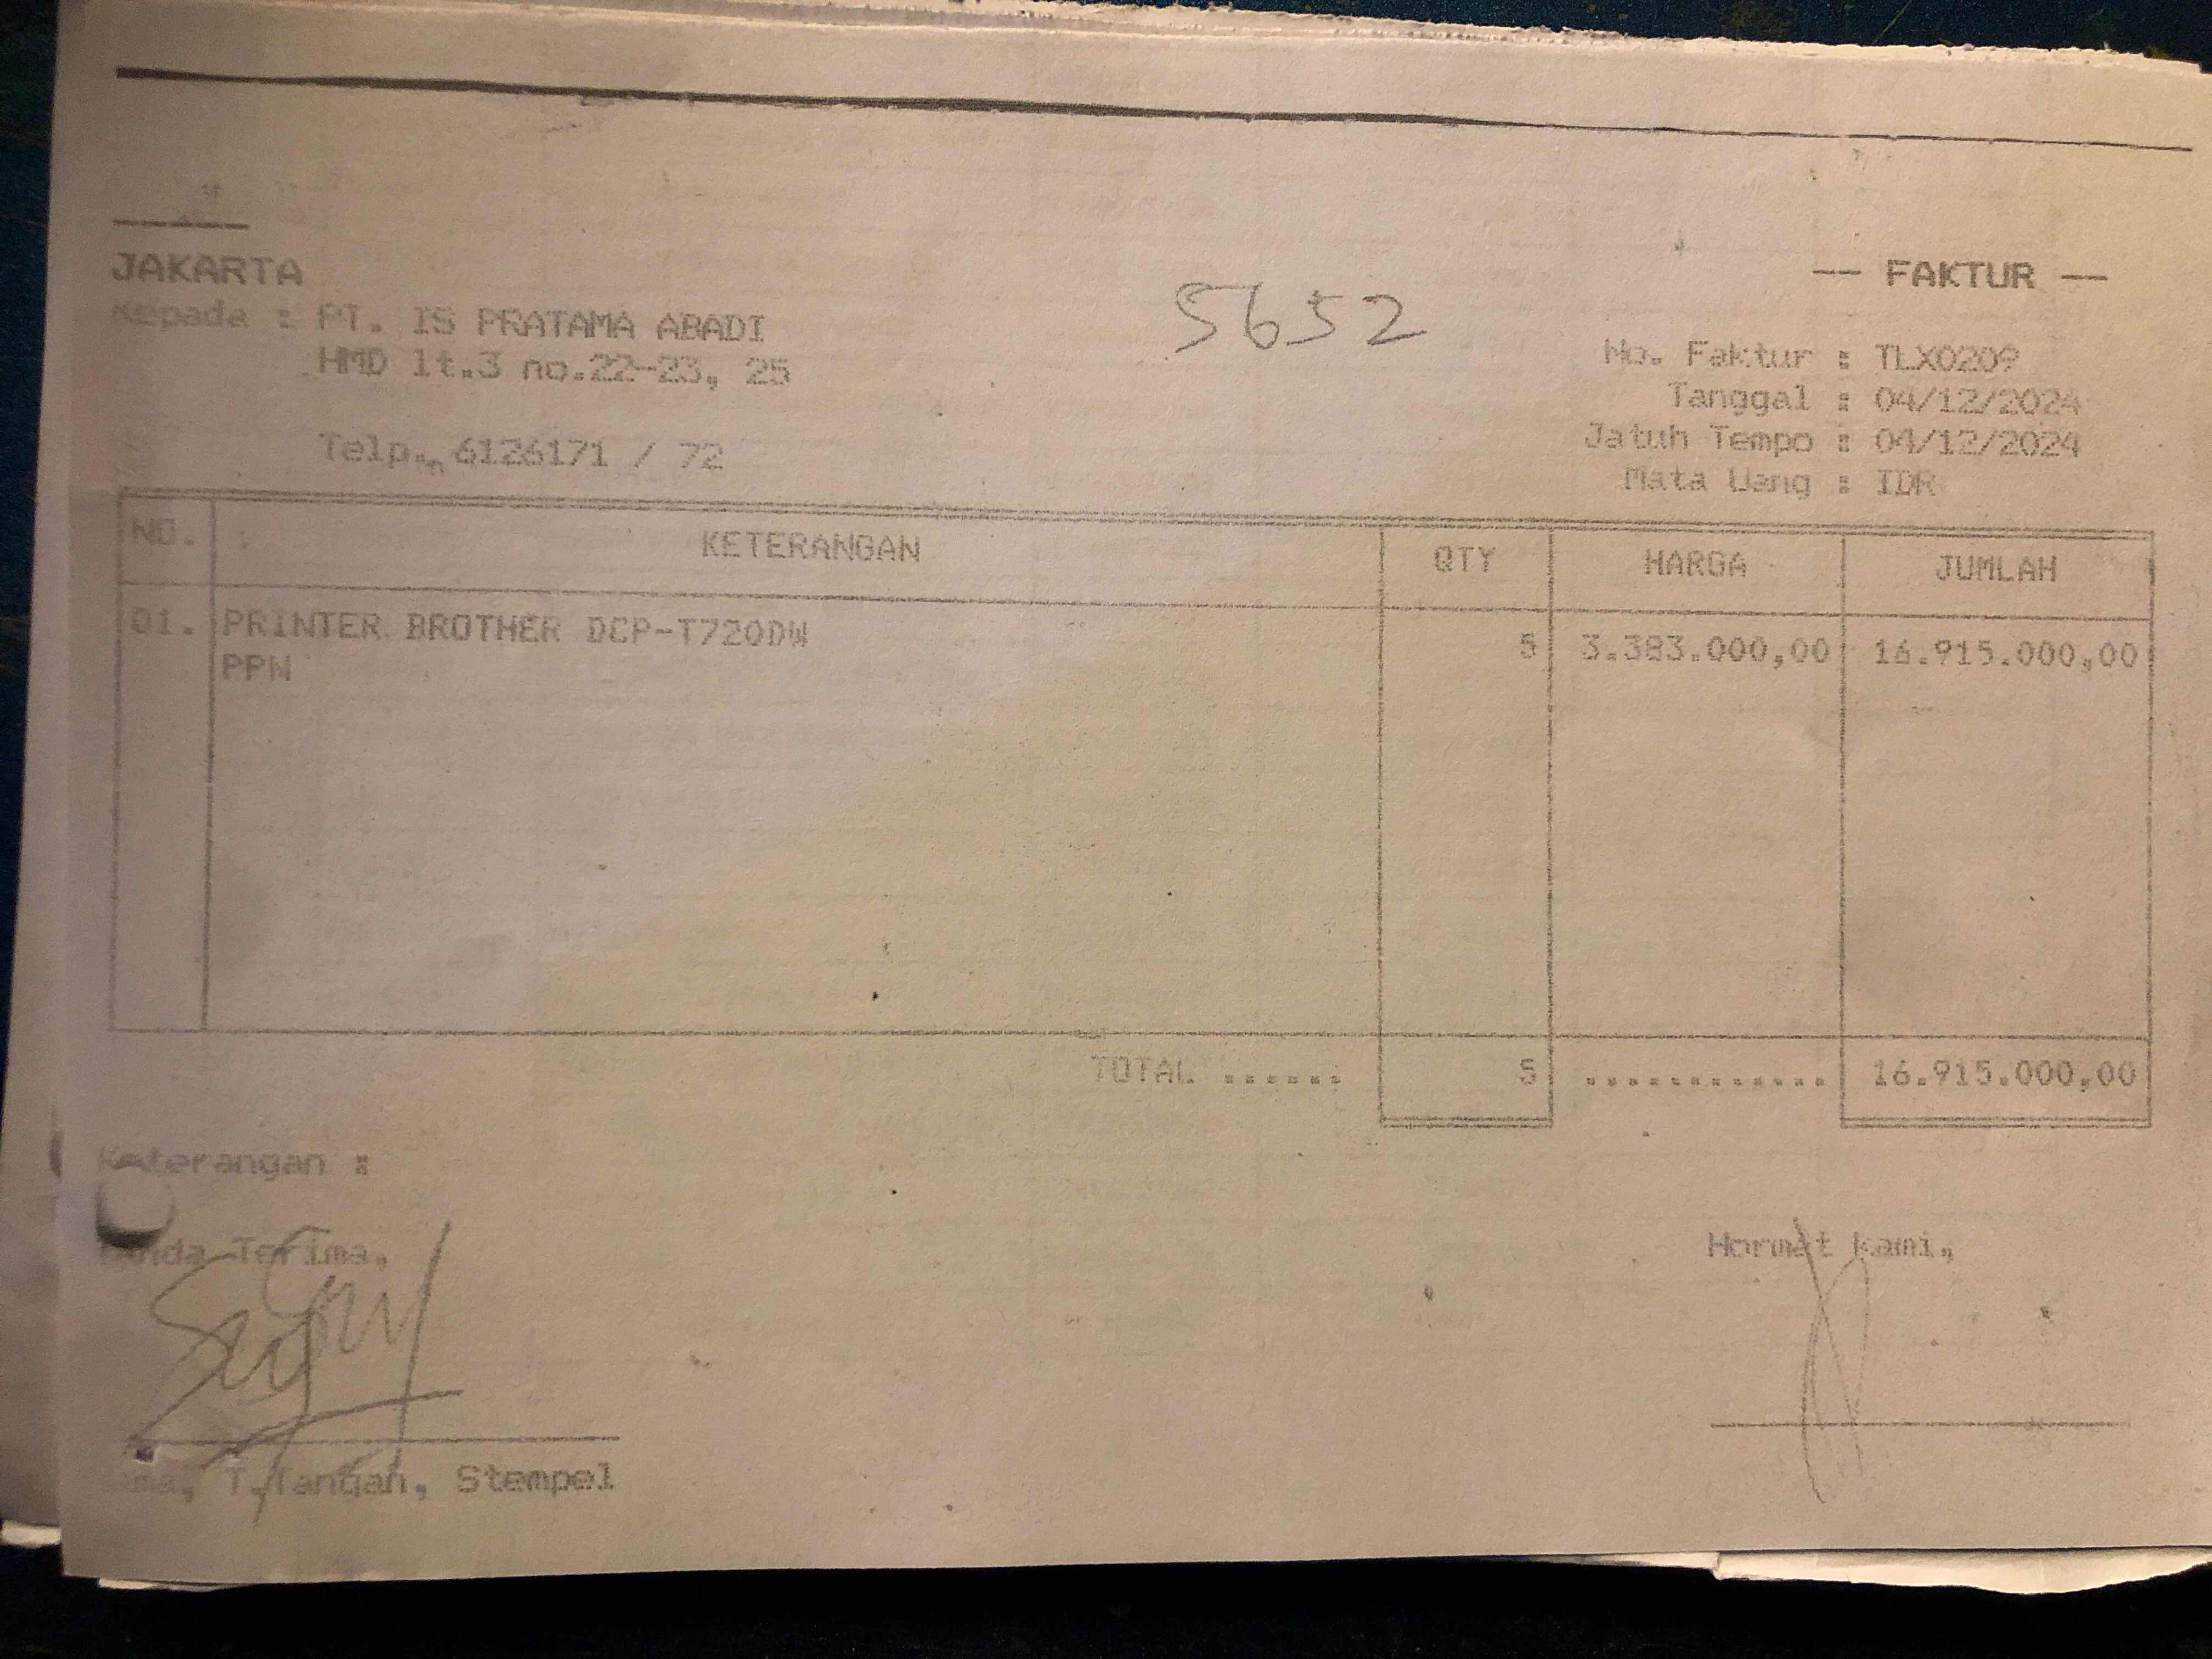 JAKARTA
-- FAKTUR --
Kepada : PT. IS PRATAMA ABADI
HMD lt.3 no.22-23, 25
5652
No. Faktur : TLX0209
Tanggal : 04/12/2024
Telp., 6126171 / 72
Jatuh Tempo : 04/12/2024
Mata Uang : IDR
NO. KETERANGAN QTY HARGA JUMLAH
01. PRINTER BROTHER DCP-T720DW 5 3.383.000,00 16.915.000,00
PPN
TOTAL ...... 5 ............. 16.915.000,00
Keterangan :
Tanda Terima,
Hormat Kami,
T.Tangan, Stempel